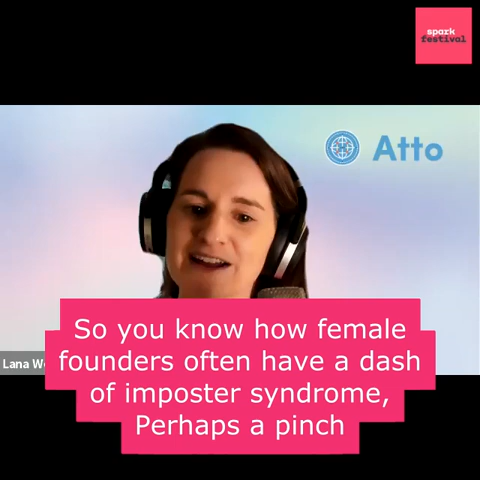 spark
festival
Atto
Lana
So you know how female
founders often have a dash
of imposter syndrome,
Perhaps a pinch